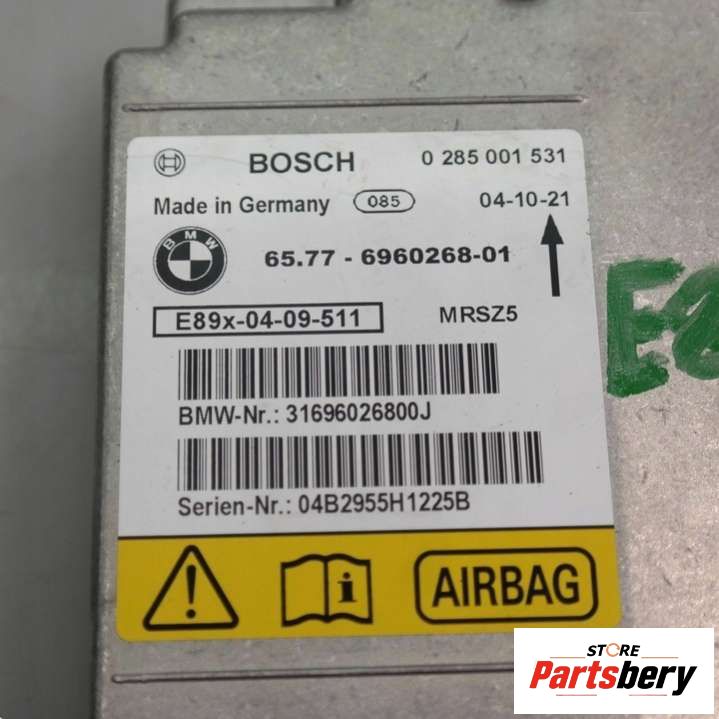 BOSCH 0 285 001 531
Made in Germany 085 04-10-21
BMW 65.77 - 6960268-01
E89x-04-09-511 MRSZ5
BMW-Nr.: 31696026800J
Serien-Nr.: 04B2955H1225B
AIRBAG
STORE
Partsbery